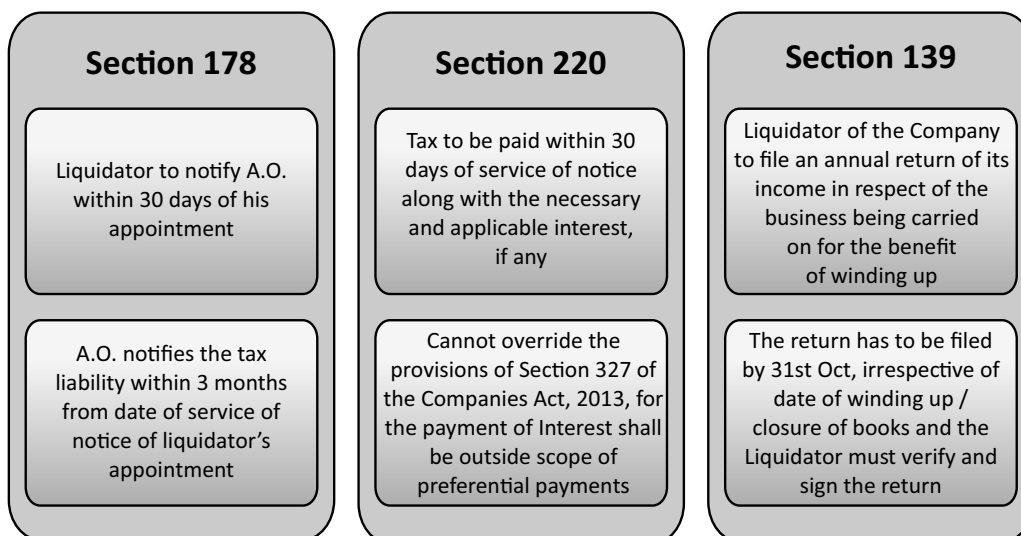 Section 178
Liquidator to notify A.O.
within 30 days of his
appointment
A.O. notifies the tax
liability within 3 months
from date of service of
notice of liquidator’s
appointment
Section 220
Tax to be paid within 30
days of service of notice
along with the necessary
and applicable interest,
if any
Cannot override the
provisions of Section 327 of
the Companies Act, 2013, for
the payment of Interest shall
be outside scope of
preferential payments
Section 139
Liquidator of the Company
to file an annual return of its
income in respect of the
business being carried
on for the benefit
of winding up
The return has to be filed
by 31st Oct, irrespective of
date of winding up /
closure of books and the
Liquidator must verify and
sign the return